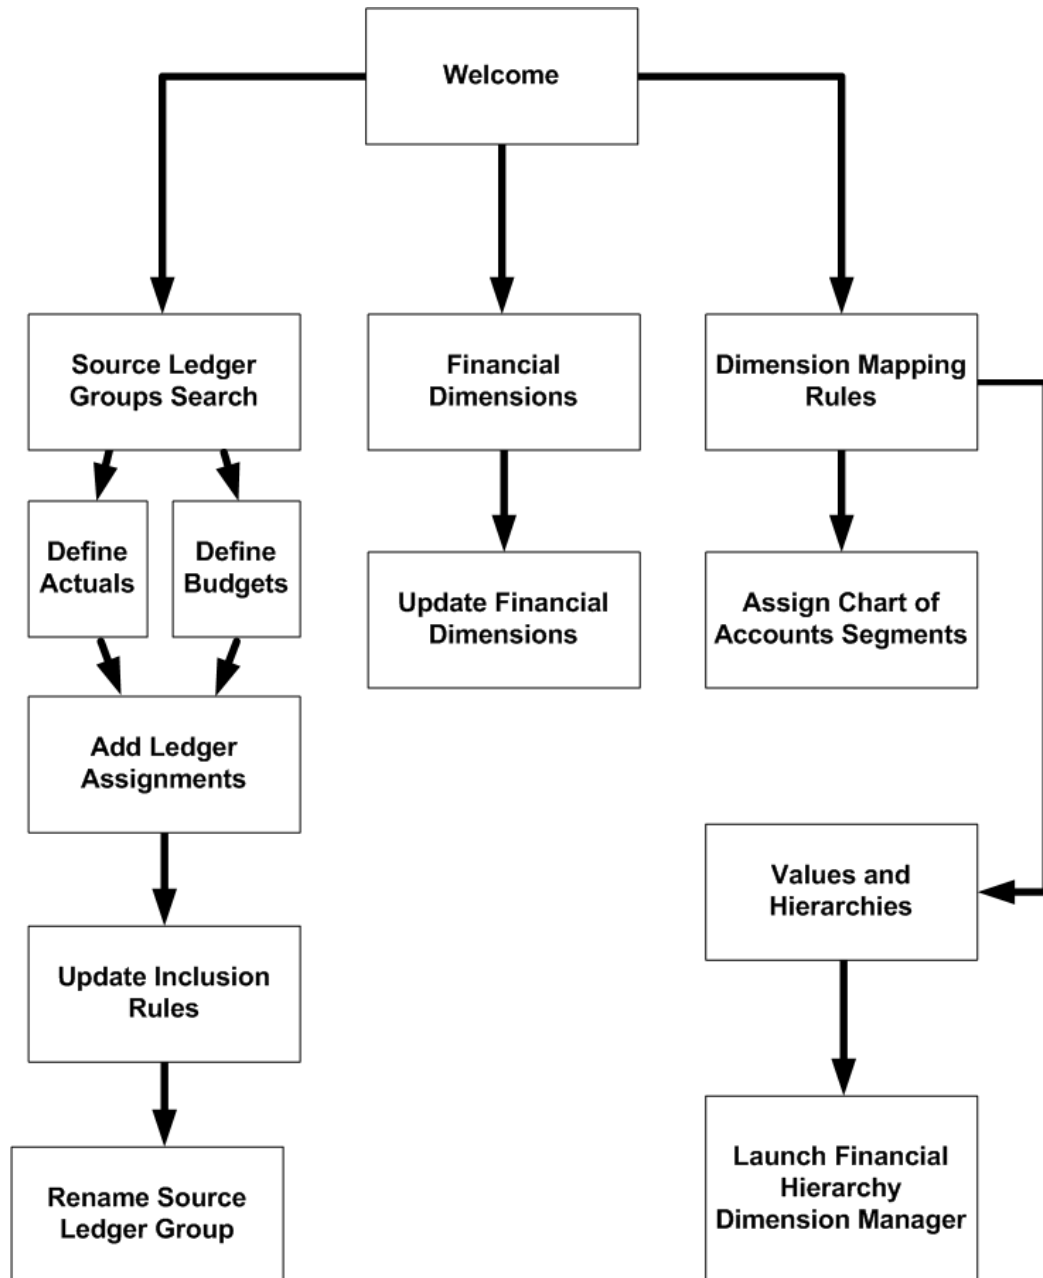 Welcome
Source Ledger
Groups Search
Financial
Dimensions
Dimension Mapping
Rules
Define
Actuals
Define
Budgets
Update Financial
Dimensions
Assign Chart of
Accounts Segments
Add Ledger
Assignments
Values and
Hierarchies
Update Inclusion
Rules
Rename Source
Ledger Group
Launch Financial
Hierarchy
Dimension Manager